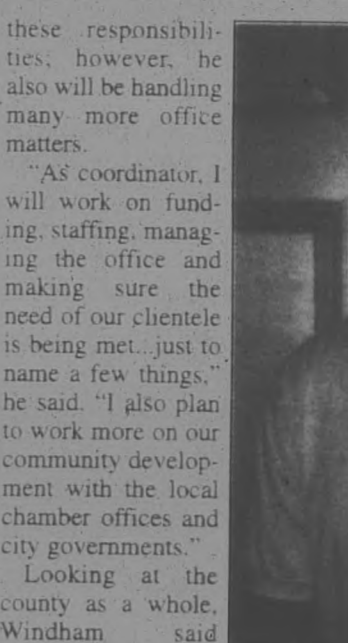 these responsibili-
ties; however, he
also will be handling
many more office
matters.
"As coordinator, I
will work on fund-
ing, staffing, manag-
ing the office and
making sure the
need of our clientele
is being met...just to
name a few things,"
he said. "I also plan
to work more on our
community develop-
ment with the local
chamber offices and
city governments."
Looking at the
county as a whole,
Windham said